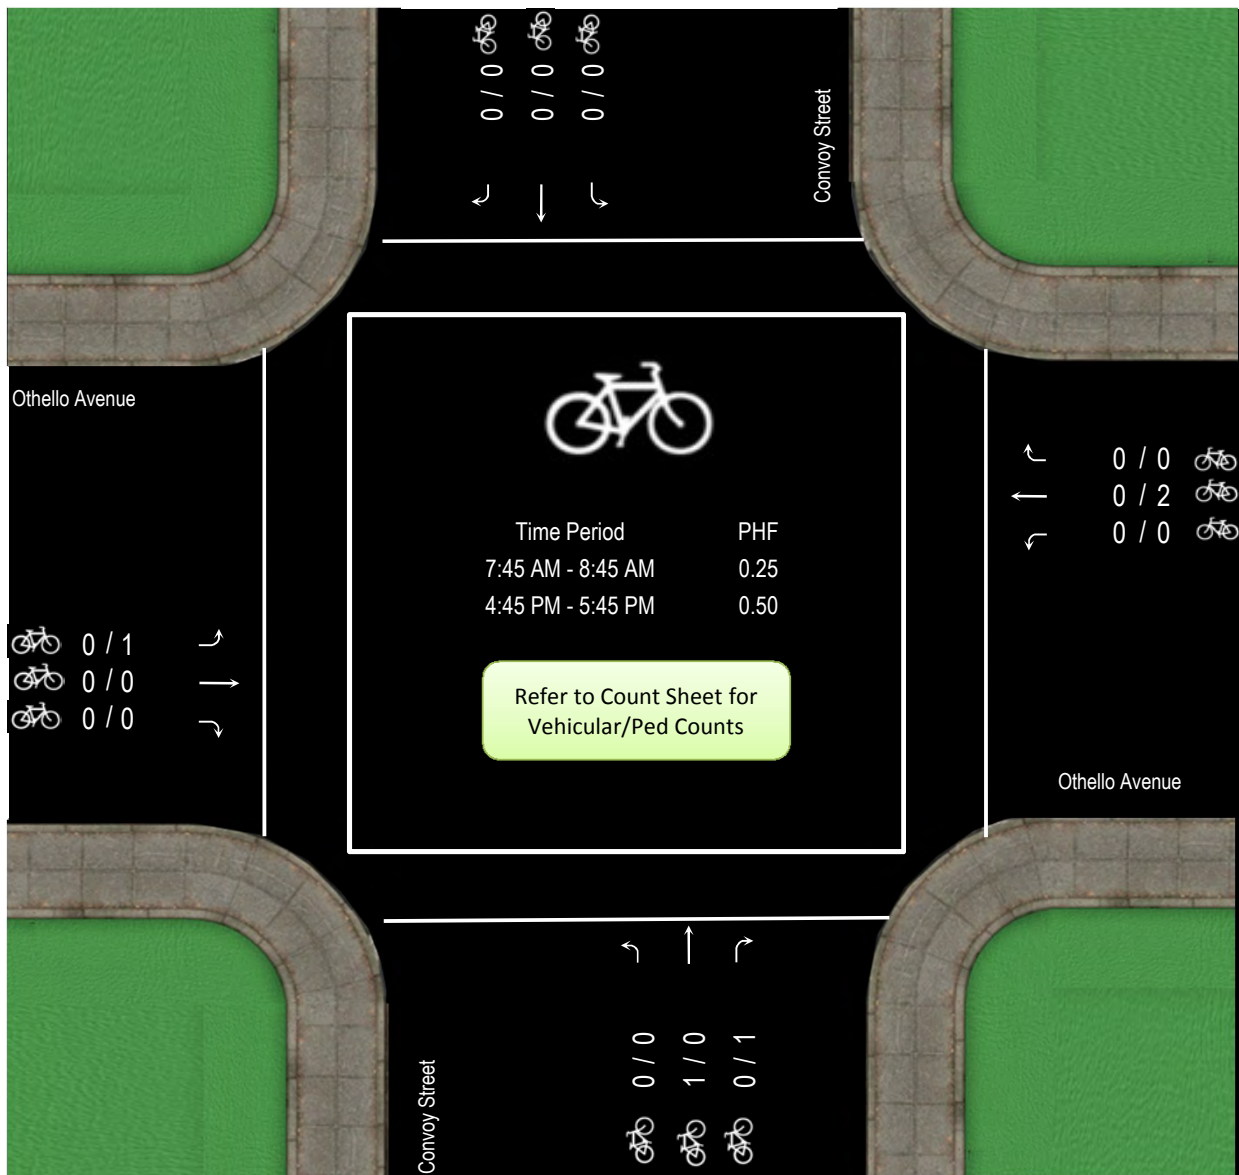 0 / 0
0 / 0
0 / 0
Convoy Street
Othello Avenue
0 / 0
0 / 2
0 / 0
Time Period PHF
7:45 AM - 8:45 AM 0.25
4:45 PM - 5:45 PM 0.50
0 / 1
0 / 0
0 / 0
Refer to Count Sheet for
Vehicular/Ped Counts
Othello Avenue
Convoy Street
0 / 0
1 / 0
0 / 1